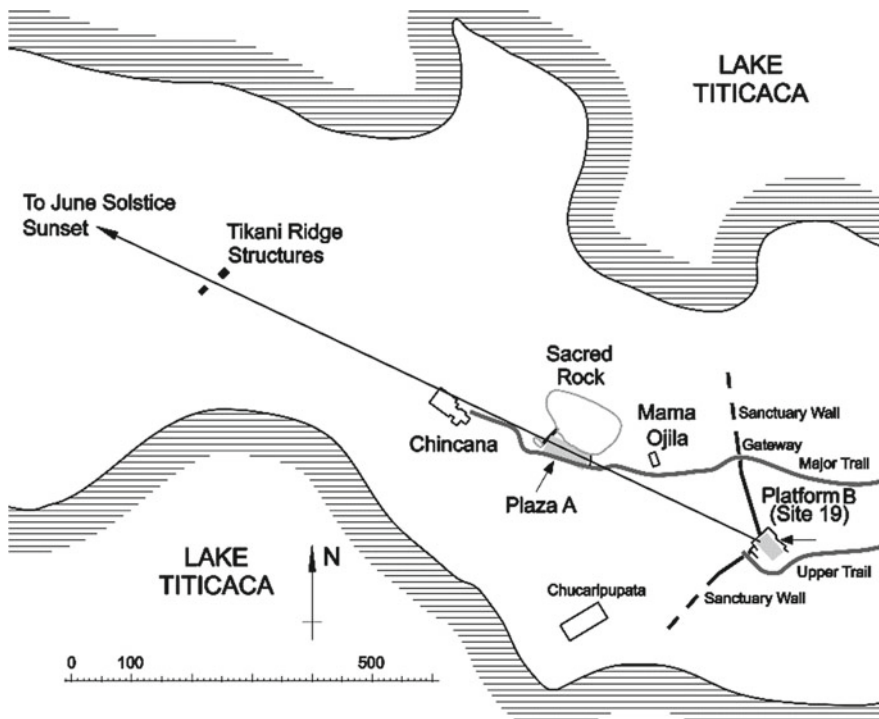 LAKE
TITICACA
To June Solstice
Sunset
Tikani Ridge
Structures
Sacred
Rock
Mama
Ojila
Sanctuary Wall
Chincana
Gateway
Major Trail
Plaza A
Platform B
(Site 19)
LAKE
TITICACA
N
Upper Trail
Chucaripupata
Sanctuary Wall
0 100 500